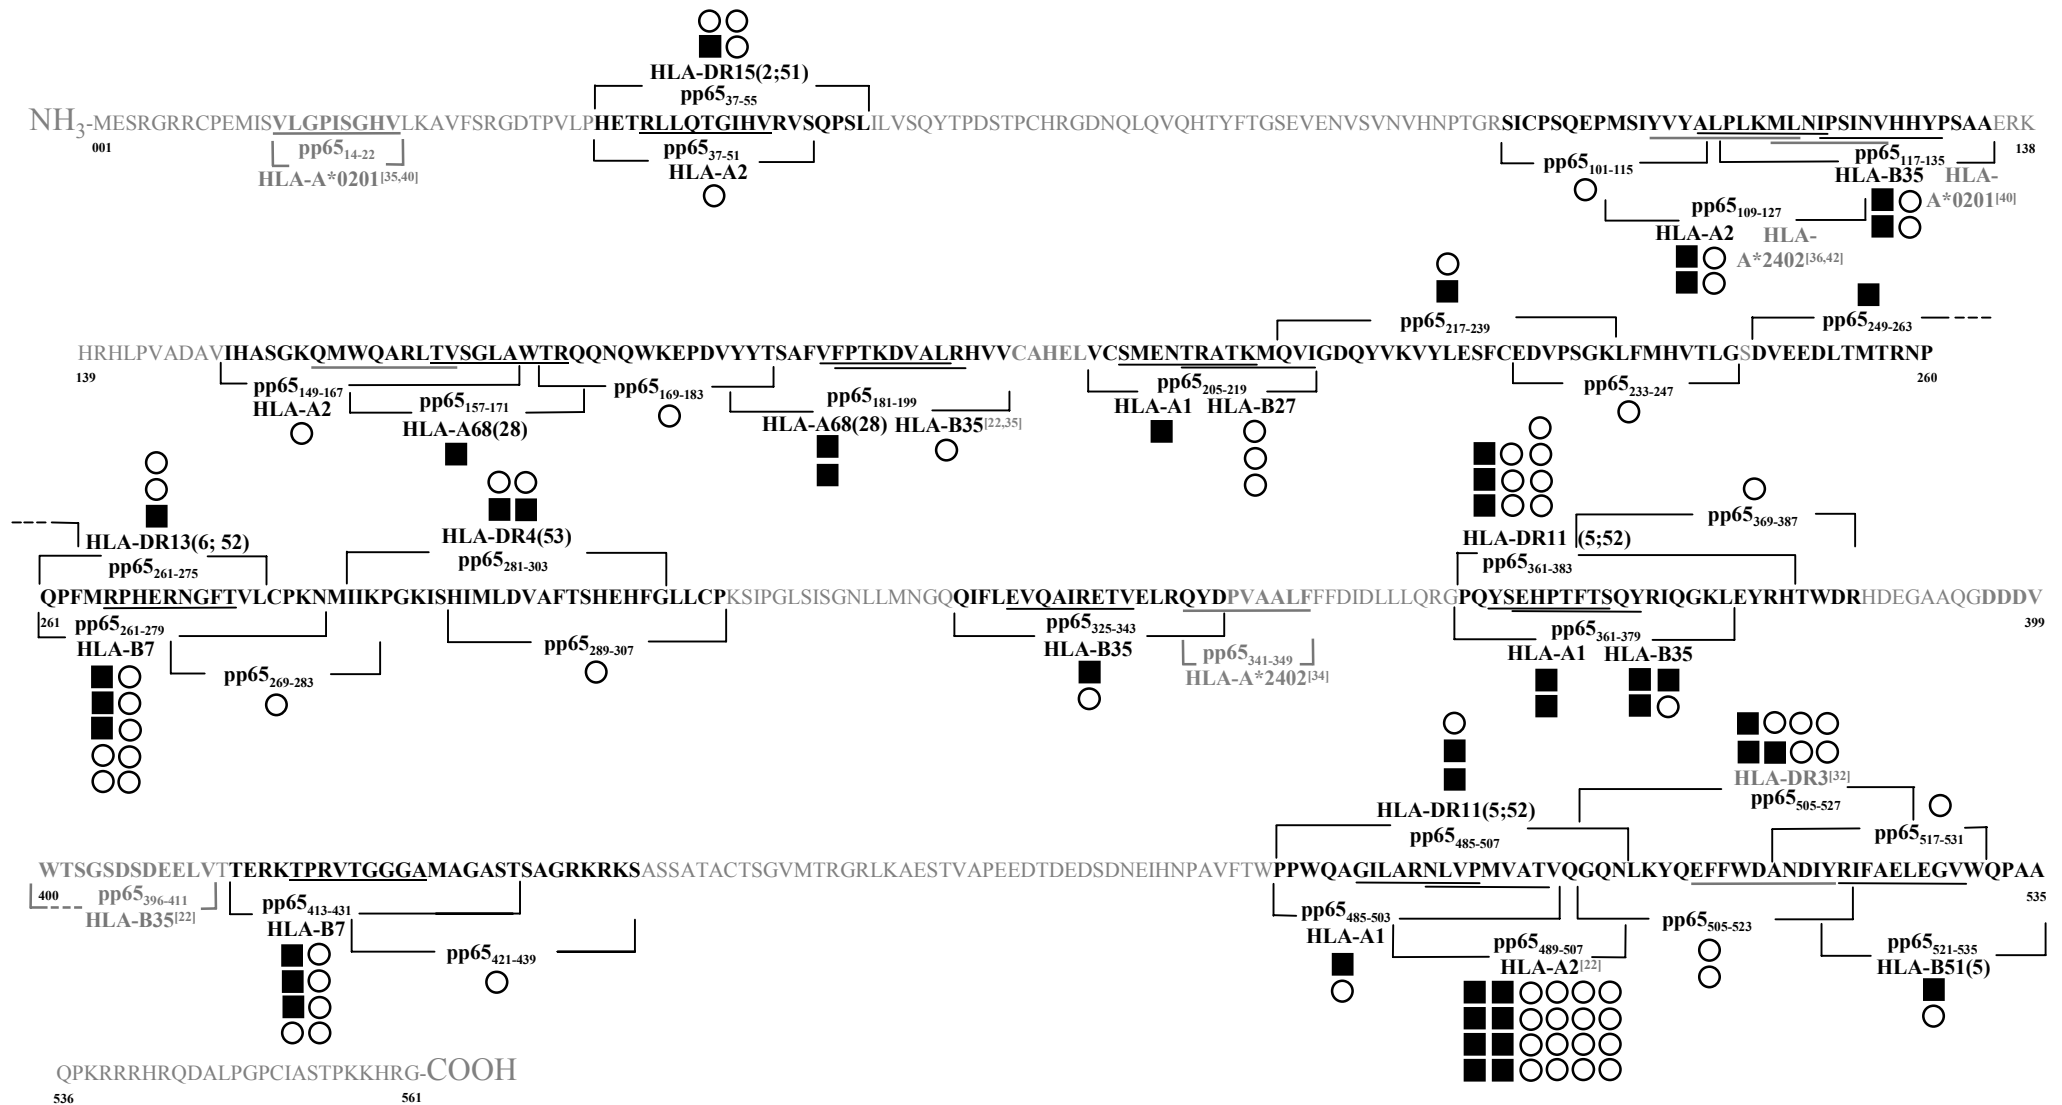 HLA-DR15(2;51)
pp65 37-55
NH3-MESRGRRCPEMISVLGPISGHVLKAVFSRGDTPVLPHETRLLQTGIHVRVSQPSLILVSQYTPDSTPCHRGDNQLQVQHTYFTGSEVENVSVNVHNPTGRSICPSQEPMSIYVYALPLKMLNIPSINVHHYPSAAERK
001
138
pp65 14-22
HLA-A*0201[35,40]
pp65 37-51
HLA-A2
pp65 101-115
pp65 117-135
HLA-B35
HLA-
A*0201[40]
pp65 109-127
HLA-A2
HLA-
A*2402[36,42]
pp65 217-239
pp65 249-263
HRHLPVADAVIHASGKQMWQARLTVSGLAWTRQQNQWKEPDVYYTSAFVFPTKDVALRHVVCAHELVCSMENTRATKMQVIGDQYVKVYLESFCEDVPSGKLFMHVTLGSDVEEDLTMTRNP
139
260
pp65 149-167
HLA-A2
pp65 157-171
HLA-A68(28)
pp65 169-183
pp65 181-199
HLA-A68(28) HLA-B35[22,35]
pp65 205-219
HLA-A1 HLA-B27
pp65 233-247
HLA-DR13(6; 52)
pp65 261-275
HLA-DR4(53)
pp65 281-303
HLA-DR11 (5;52)
pp65 361-383
pp65 369-387
QPFMRPHERNGFTVLCPKNMIIKPGKISHIMLDVAFTSHEHFGLLCPKSIPGLSISGNLLMNGQQIFLEVQAIRETVELRQYDPVAALFFFDIDLLLQRGPQYSEHPTFTSQYRIQGKLEYRHTWDRHDEGAAQGDDDV
261
399
pp65 261-279
HLA-B7
pp65 269-283
pp65 289-307
pp65 325-343
HLA-B35
pp65 341-349
HLA-A*2402[34]
pp65 361-379
HLA-A1 HLA-B35
HLA-DR11(5;52)
pp65 485-507
HLA-DR3[32]
pp65 505-527
pp65 517-531
WTSGSDSDEELVTTERKTPRVTGGGAMAGASTSAGRKRKSASSATACTSGVMTRGRLKAESTVAPEEDTDEDSDNEIHNPAVFTWPPWQAGILARNLVPMVATVQGQNLKYQEFFWDANDIYRIFAELEGVWQPAA
400
535
pp65 396-411
HLA-B35[22]
pp65 413-431
HLA-B7
pp65 421-439
pp65 485-503
HLA-A1
pp65 489-507
HLA-A2[22]
pp65 505-523
pp65 521-535
HLA-B51(5)
QPKRRRHRQDALPGPCIASTPKKHRG-COOH
536
561